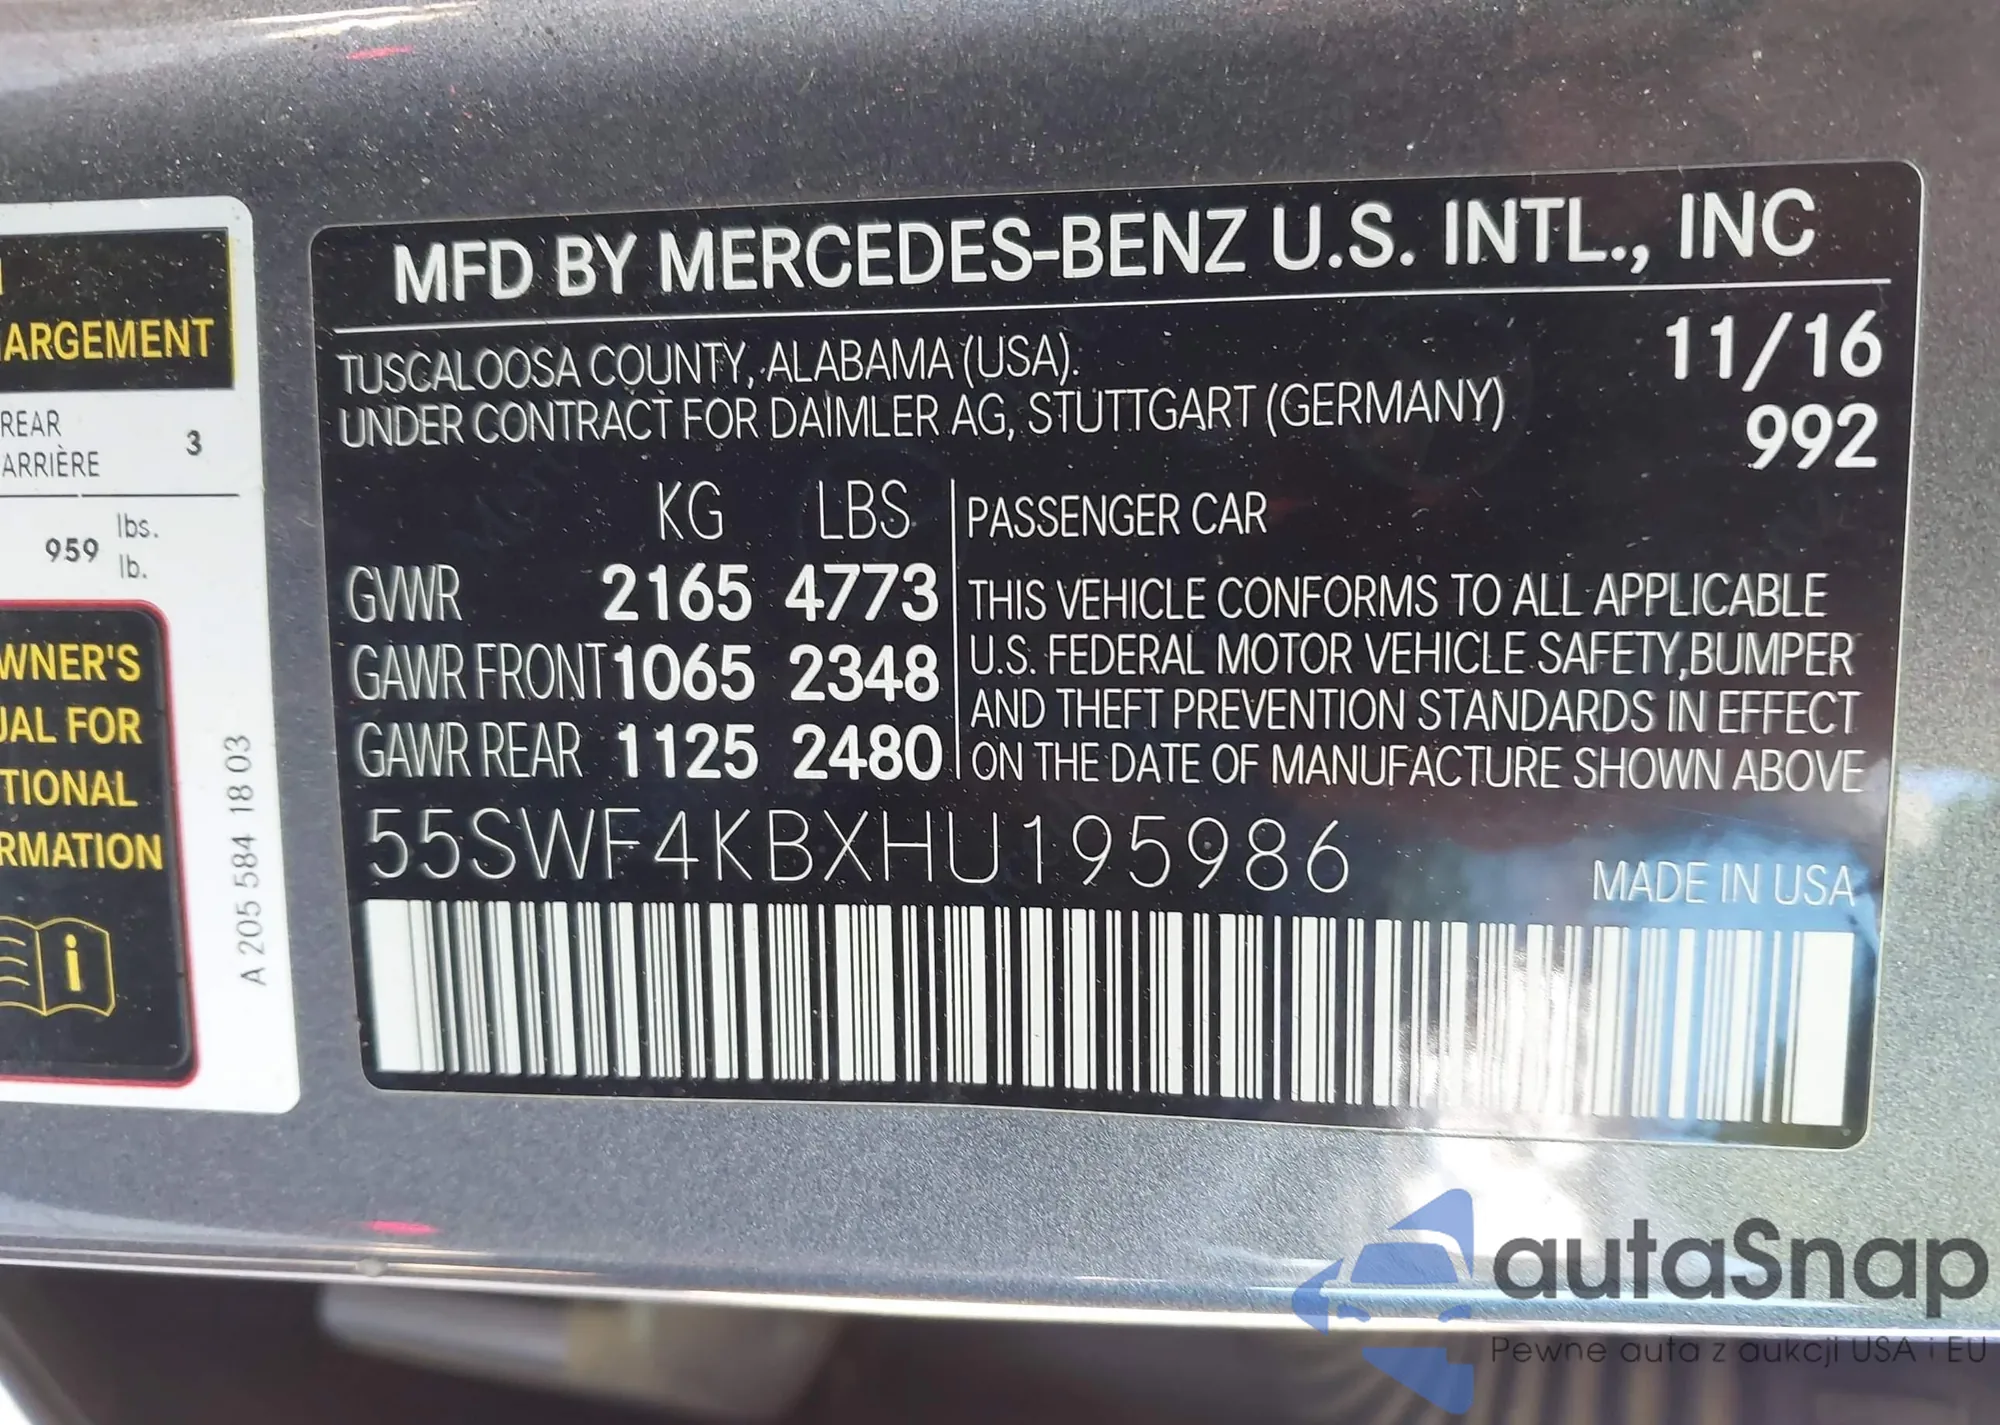 ARGEMENT
REAR
ARRIÈRE
3
959
lbs.
lb.
WNER'S
UAL FOR
TIONAL
RMATION
i
A 205 584 18 03
MFD BY MERCEDES-BENZ U.S. INTL., INC
TUSCALOOSA COUNTY, ALABAMA (USA).
UNDER CONTRACT FOR DAIMLER AG, STUTTGART (GERMANY)
11/16
992
KG LBS
GVWR 2165 4773
GAWR FRONT 1065 2348
GAWR REAR 1125 2480
PASSENGER CAR
THIS VEHICLE CONFORMS TO ALL APPLICABLE
U.S. FEDERAL MOTOR VEHICLE SAFETY, BUMPER
AND THEFT PREVENTION STANDARDS IN EFFECT
ON THE DATE OF MANUFACTURE SHOWN ABOVE
55SWF4KBXHU195986
MADE IN USA
autaSnap
Pewne auta z aukcji USA i EU